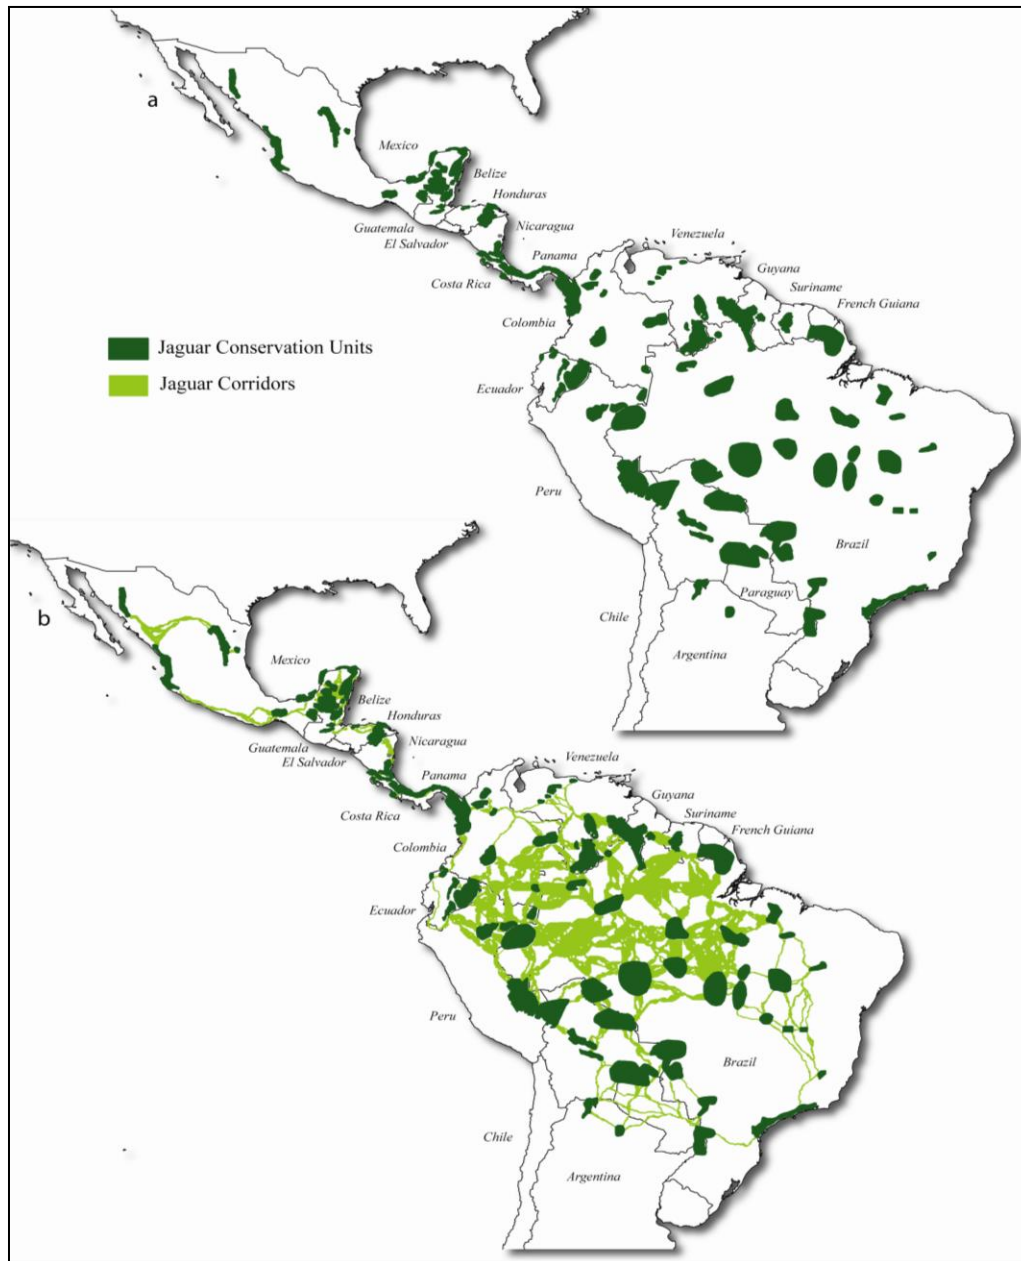 a
Mexico
Belize
Honduras
Guatemala
Nicaragua
El Salvador
Venezuela
Panama
Guyana
Costa Rica
Suriname
French Guiana
Colombia
Jaguar Conservation Units
Jaguar Corridors
Ecuador
Peru
Brazil
Paraguay
Chile
Argentina
b
Mexico
Belize
Honduras
Guatemala
Nicaragua
El Salvador
Venezuela
Panama
Guyana
Costa Rica
Suriname
French Guiana
Colombia
Ecuador
Peru
Brazil
Chile
Argentina